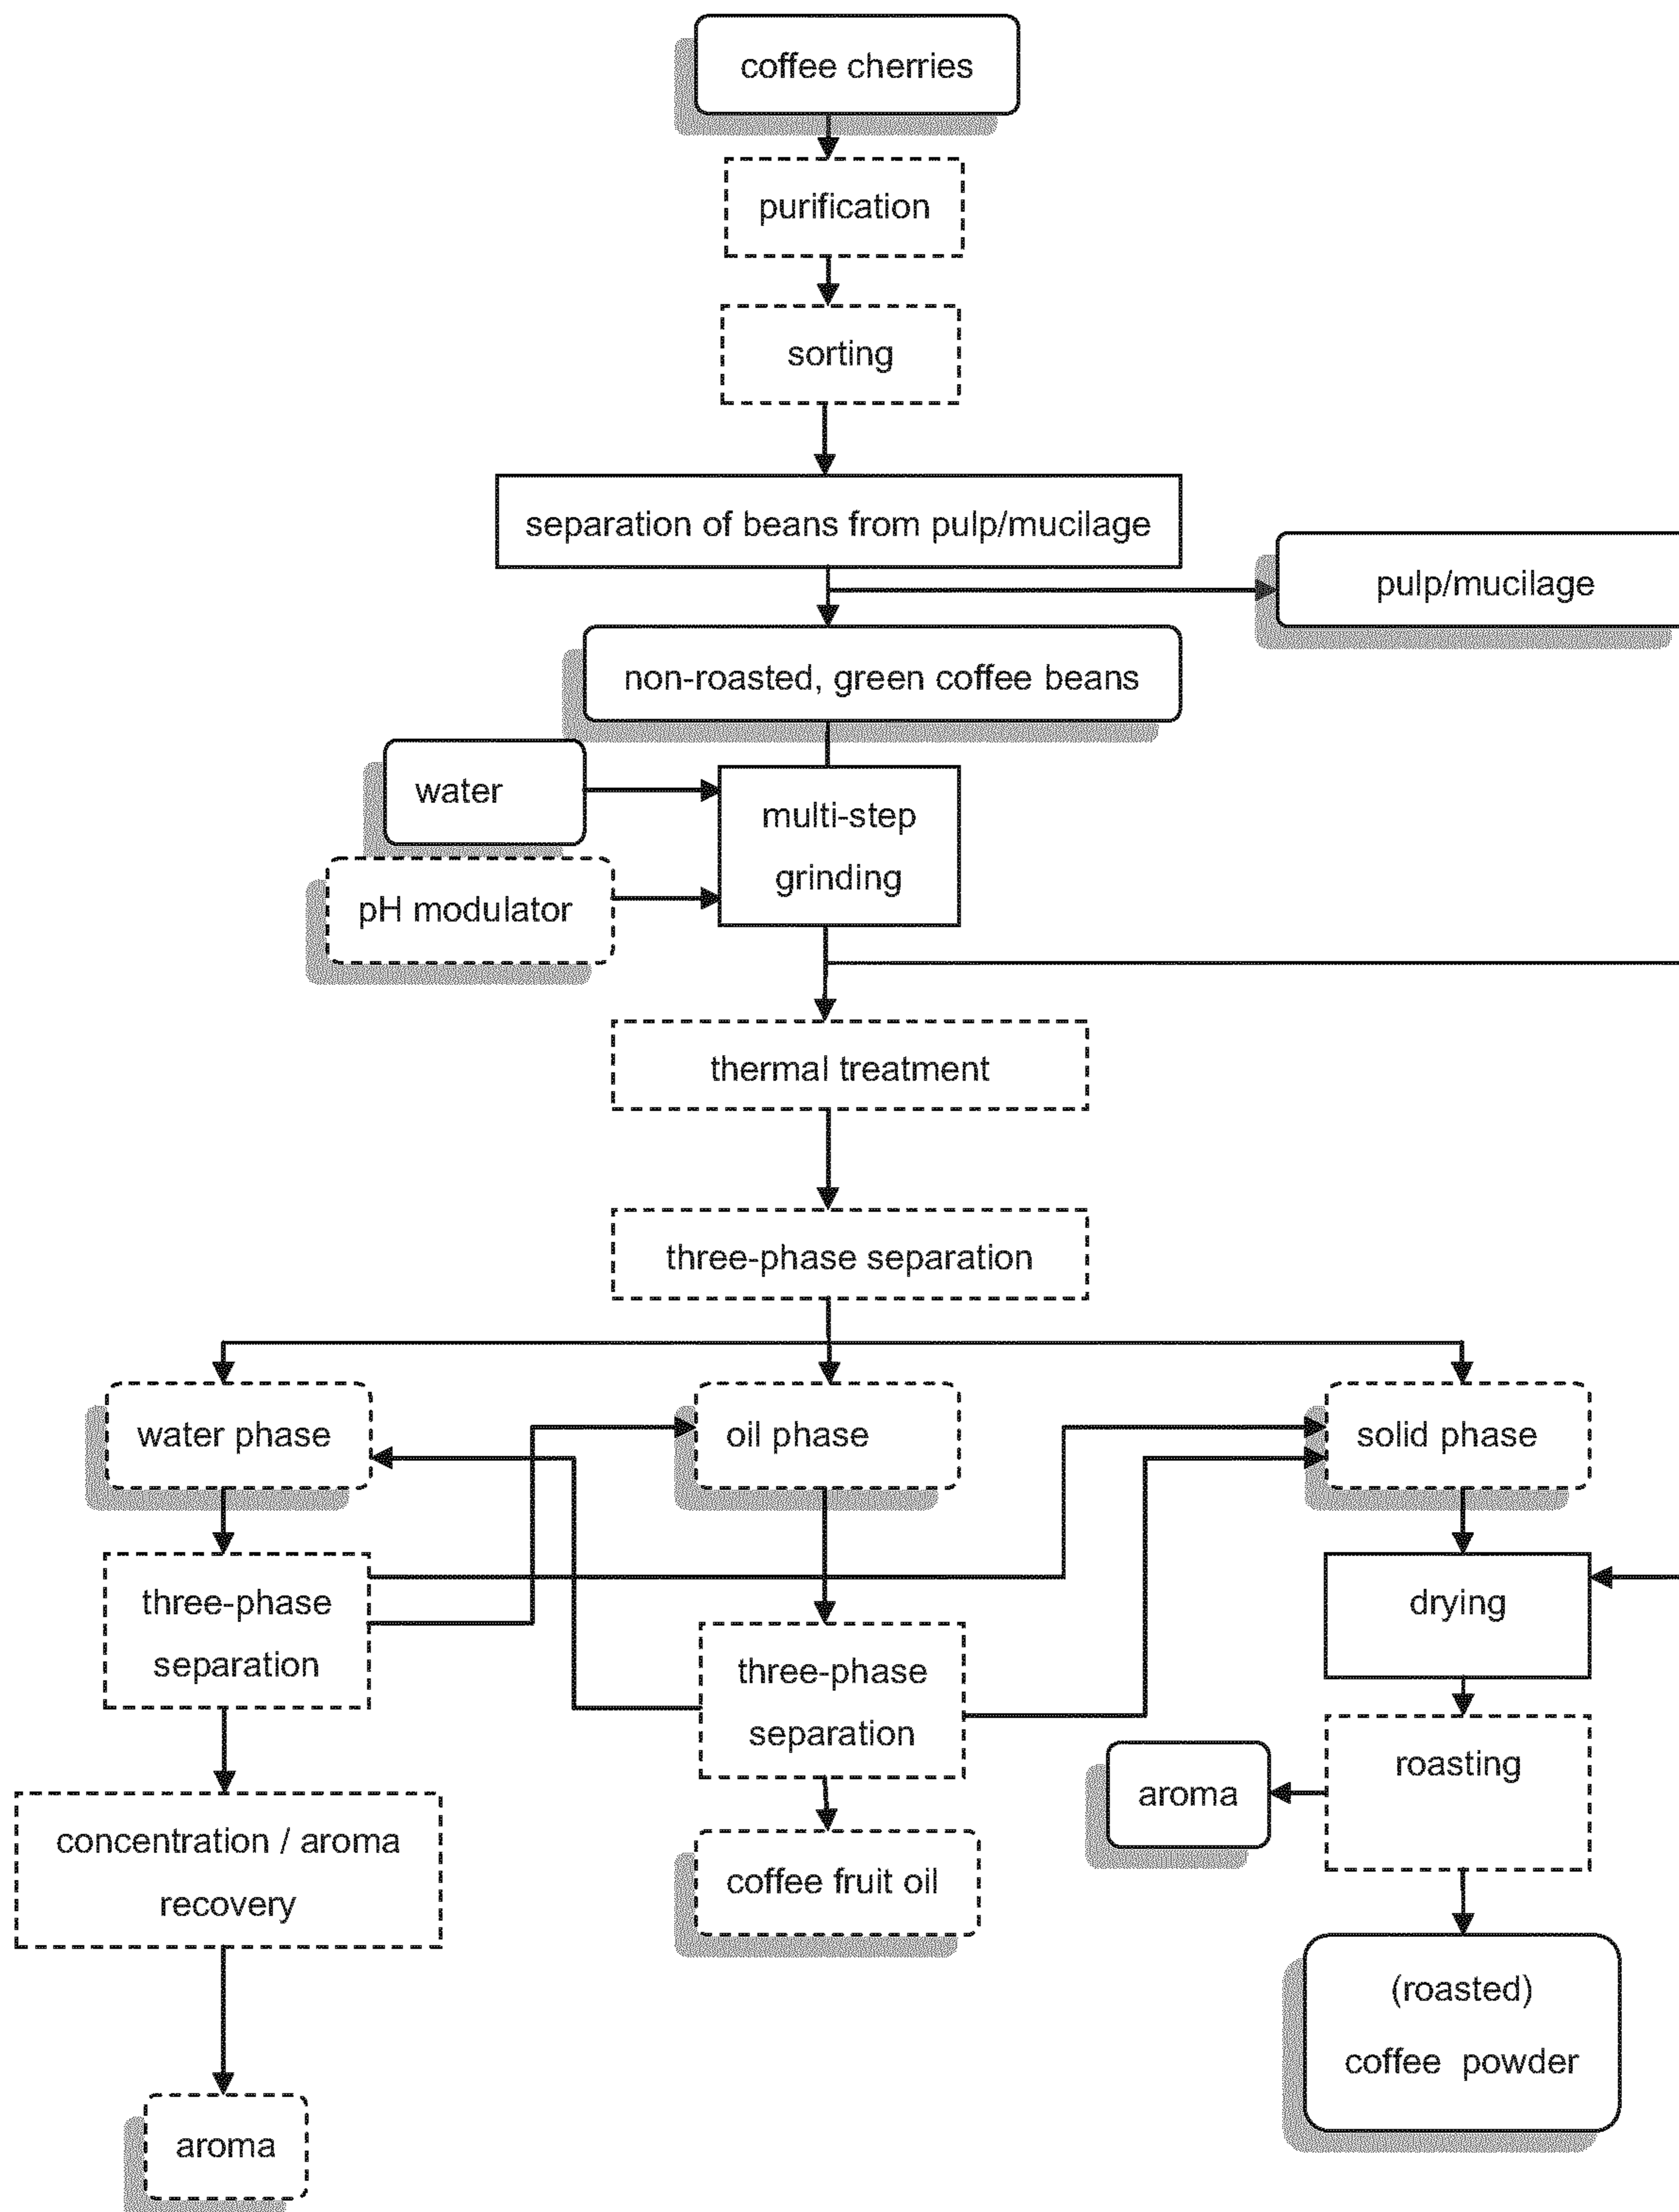 coffee cherries
purification
sorting
separation of beans from pulp/mucilage
pulp/mucilage
non-roasted, green coffee beans
water
multi-step
grinding
pH modulator
thermal treatment
three-phase separation
water phase
oil phase
solid phase
three-phase
separation
three-phase
separation
drying
roasting
aroma
concentration / aroma
recovery
coffee fruit oil
(roasted)
coffee powder
aroma